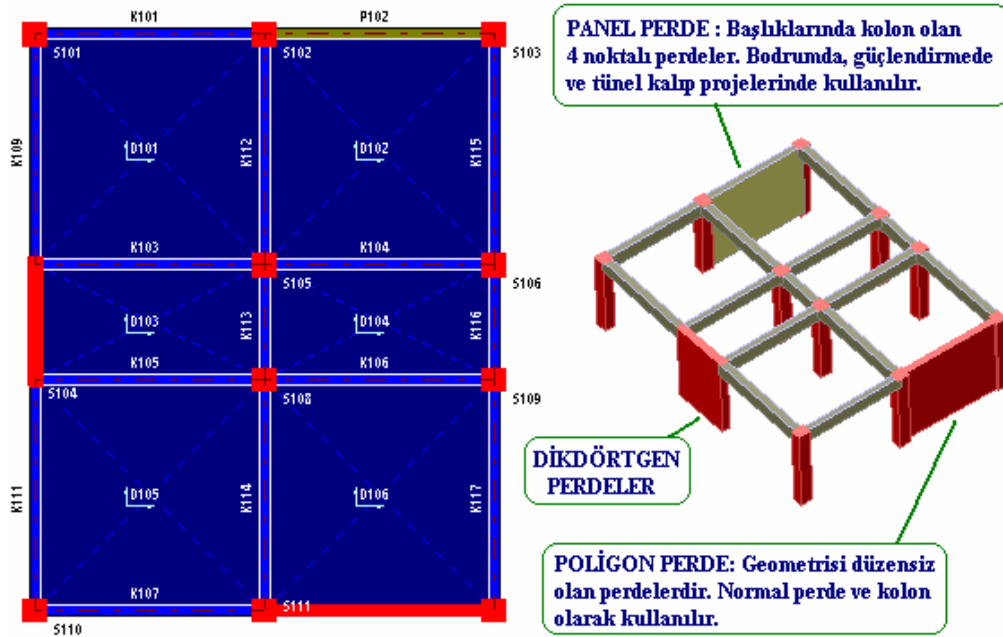 K101
P102
S101
S102
S103
K109
D101
K112
D102
K115
K103
K104
S105
S106
D103
K113
D104
K116
K105
K106
S104
S108
S109
K111
D105
K114
D106
K117
K107
S111
S110
PANEL PERDE : Başlıklarında kolon olan
4 noktalı perdeler. Bodrumda, güçlendirmede
ve tünel kalıp projelerinde kullanılır.
DİKDÖRTGEN
PERDELER
POLİGON PERDE: Geometrisi düzensiz
olan perdelerdir. Normal perde ve kolon
olarak kullanılır.